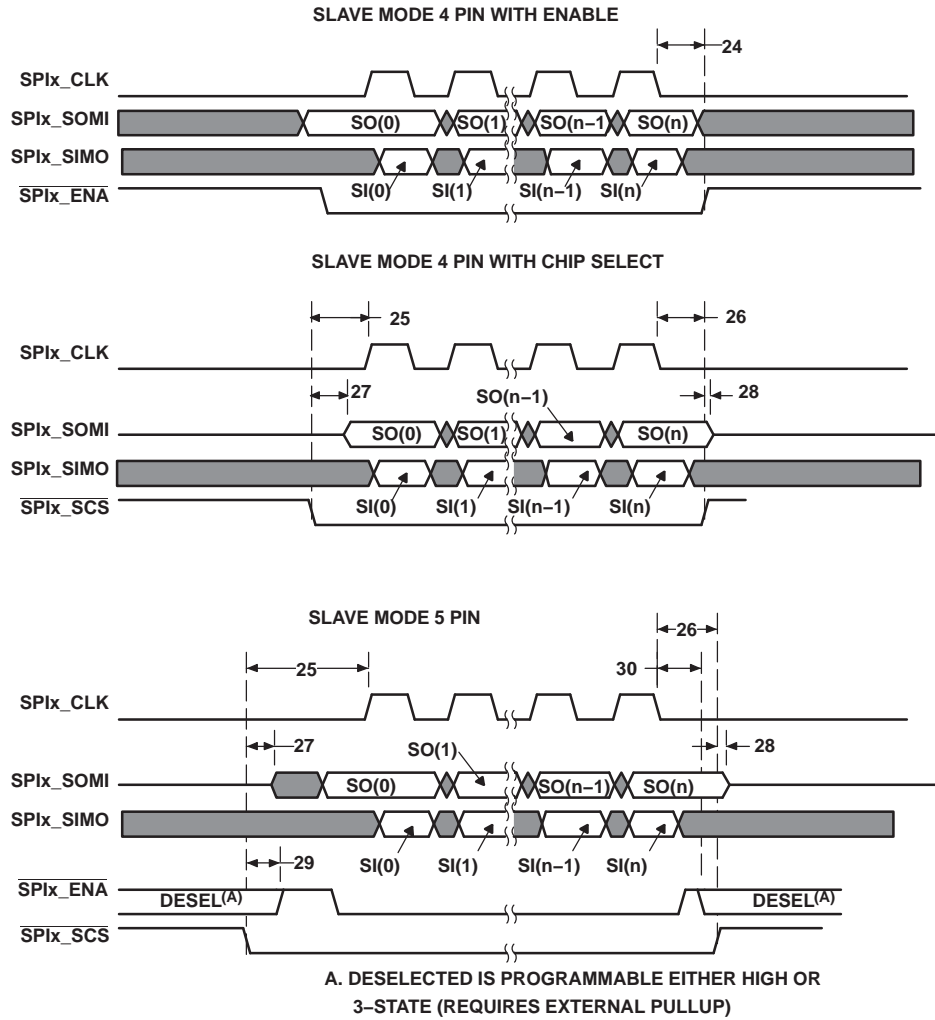 SLAVE MODE 4 PIN WITH ENABLE
24
SPIx_CLK
SPIx_SOMI
SO(0)
SO(1)
SO(n−1
SO(n)
SPIx_SIMO
SI(0)
SI(1)
SI(n−1)
SI(n)
SPIx_ENA
SLAVE MODE 4 PIN WITH CHIP SELECT
25
26
SPIx_CLK
27
SO(n−1)
28
SPIx_SOMI
SO(0)
SO(1)
SO(n)
SPIx_SIMO
SI(0)
SI(1)
SI(n−1)
SI(n)
SPIx_SCS
SLAVE MODE 5 PIN
26
25
30
SPIx_CLK
27
SO(1)
28
SPIx_SOMI
SO(0)
SO(n−1)
SO(n)
SPIx_SIMO
SI(0)
SI(1)
SI(n−1)
SI(n)
29
SPIx_ENA
DESEL(A)
DESEL(A)
SPIx_SCS
A. DESELECTED IS PROGRAMMABLE EITHER HIGH OR
3−STATE (REQUIRES EXTERNAL PULLUP)